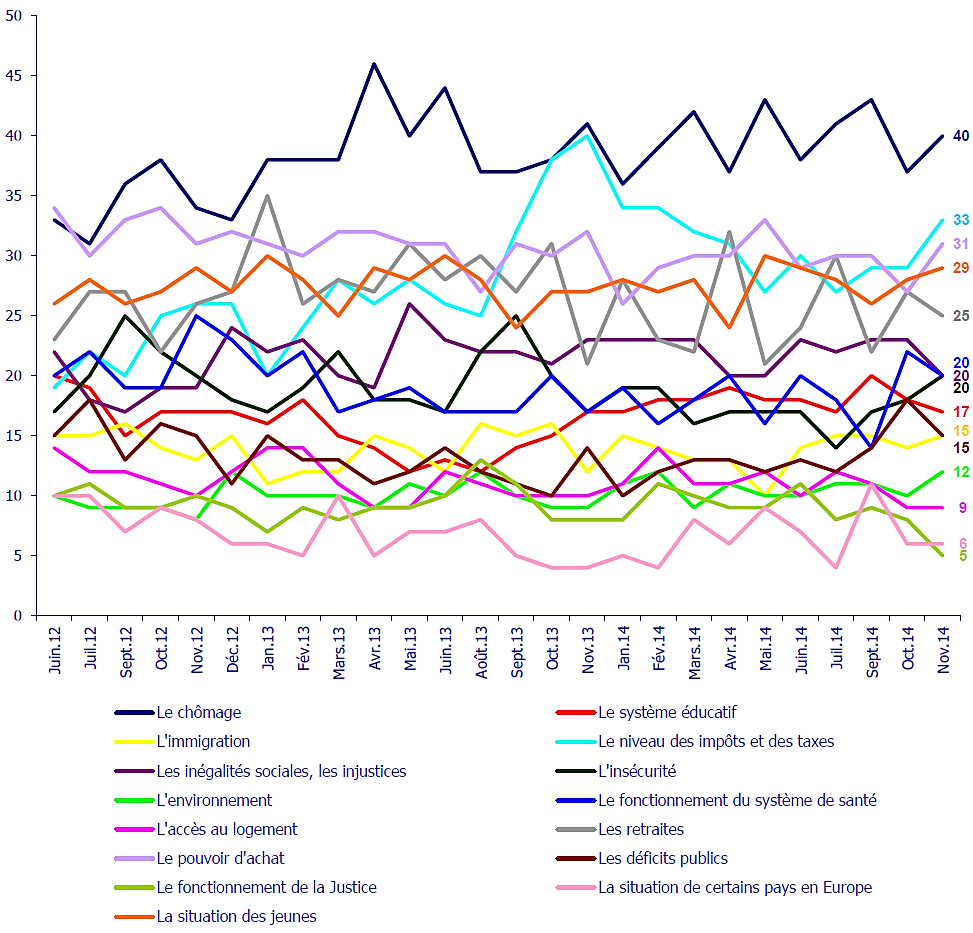 50
45
40
35
30
25
20
15
10
5
0
40
33
31
29
25
20
20
20
17
15
15
12
9
6
5
Juin.12 Juil.12 Sept.12 Oct.12 Nov.12 Déc.12 Jan.13 Fév.13 Mars.13 Avr.13 Mai.13 Juin.13 Août.13 Sept.13 Oct.13 Nov.13 Jan.14 Fév.14 Mars.14 Avr.14 Mai.14 Juin.14 Juil.14 Sept.14 Oct.14 Nov.14
Le chômage Le système éducatif
L'immigration Le niveau des impôts et des taxes
Les inégalités sociales, les injustices L'insécurité
L'environnement Le fonctionnement du système de santé
L'accès au logement Les retraites
Le pouvoir d'achat Les déficits publics
Le fonctionnement de la Justice La situation de certains pays en Europe
La situation des jeunes